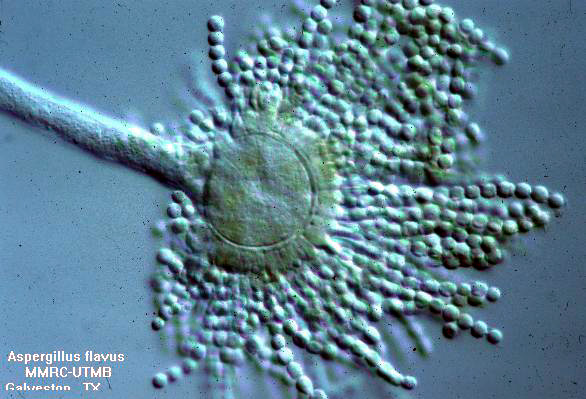 Aspergillus flavus
MMRC-UTMB
Galveston, TX